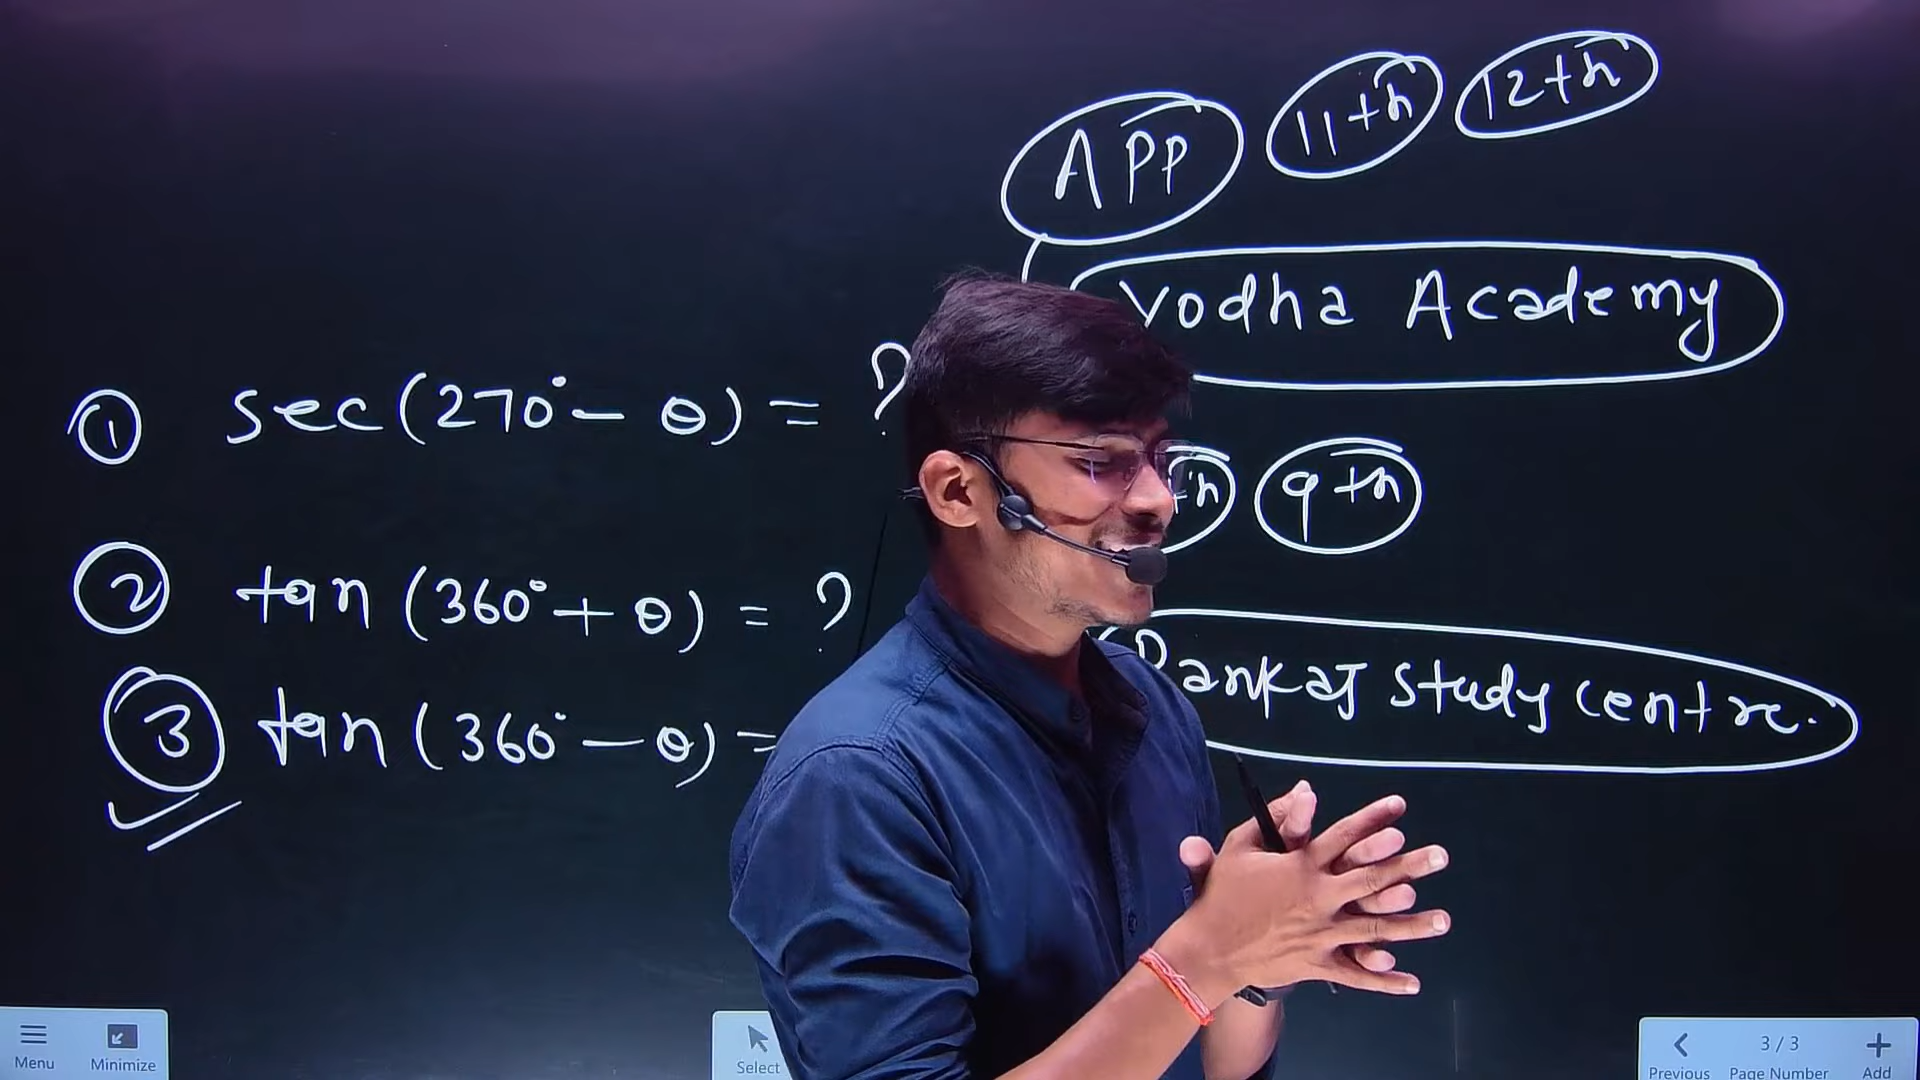 App 11th 12th
Yodha Academy
① sec(270° - θ) = ?
9th
② tan (360° + θ) = ?
③ tan (360° - θ) =
Pankaj Study Centre.
Menu
Minimize
Select
3 / 3
Previous
Page Number
Add